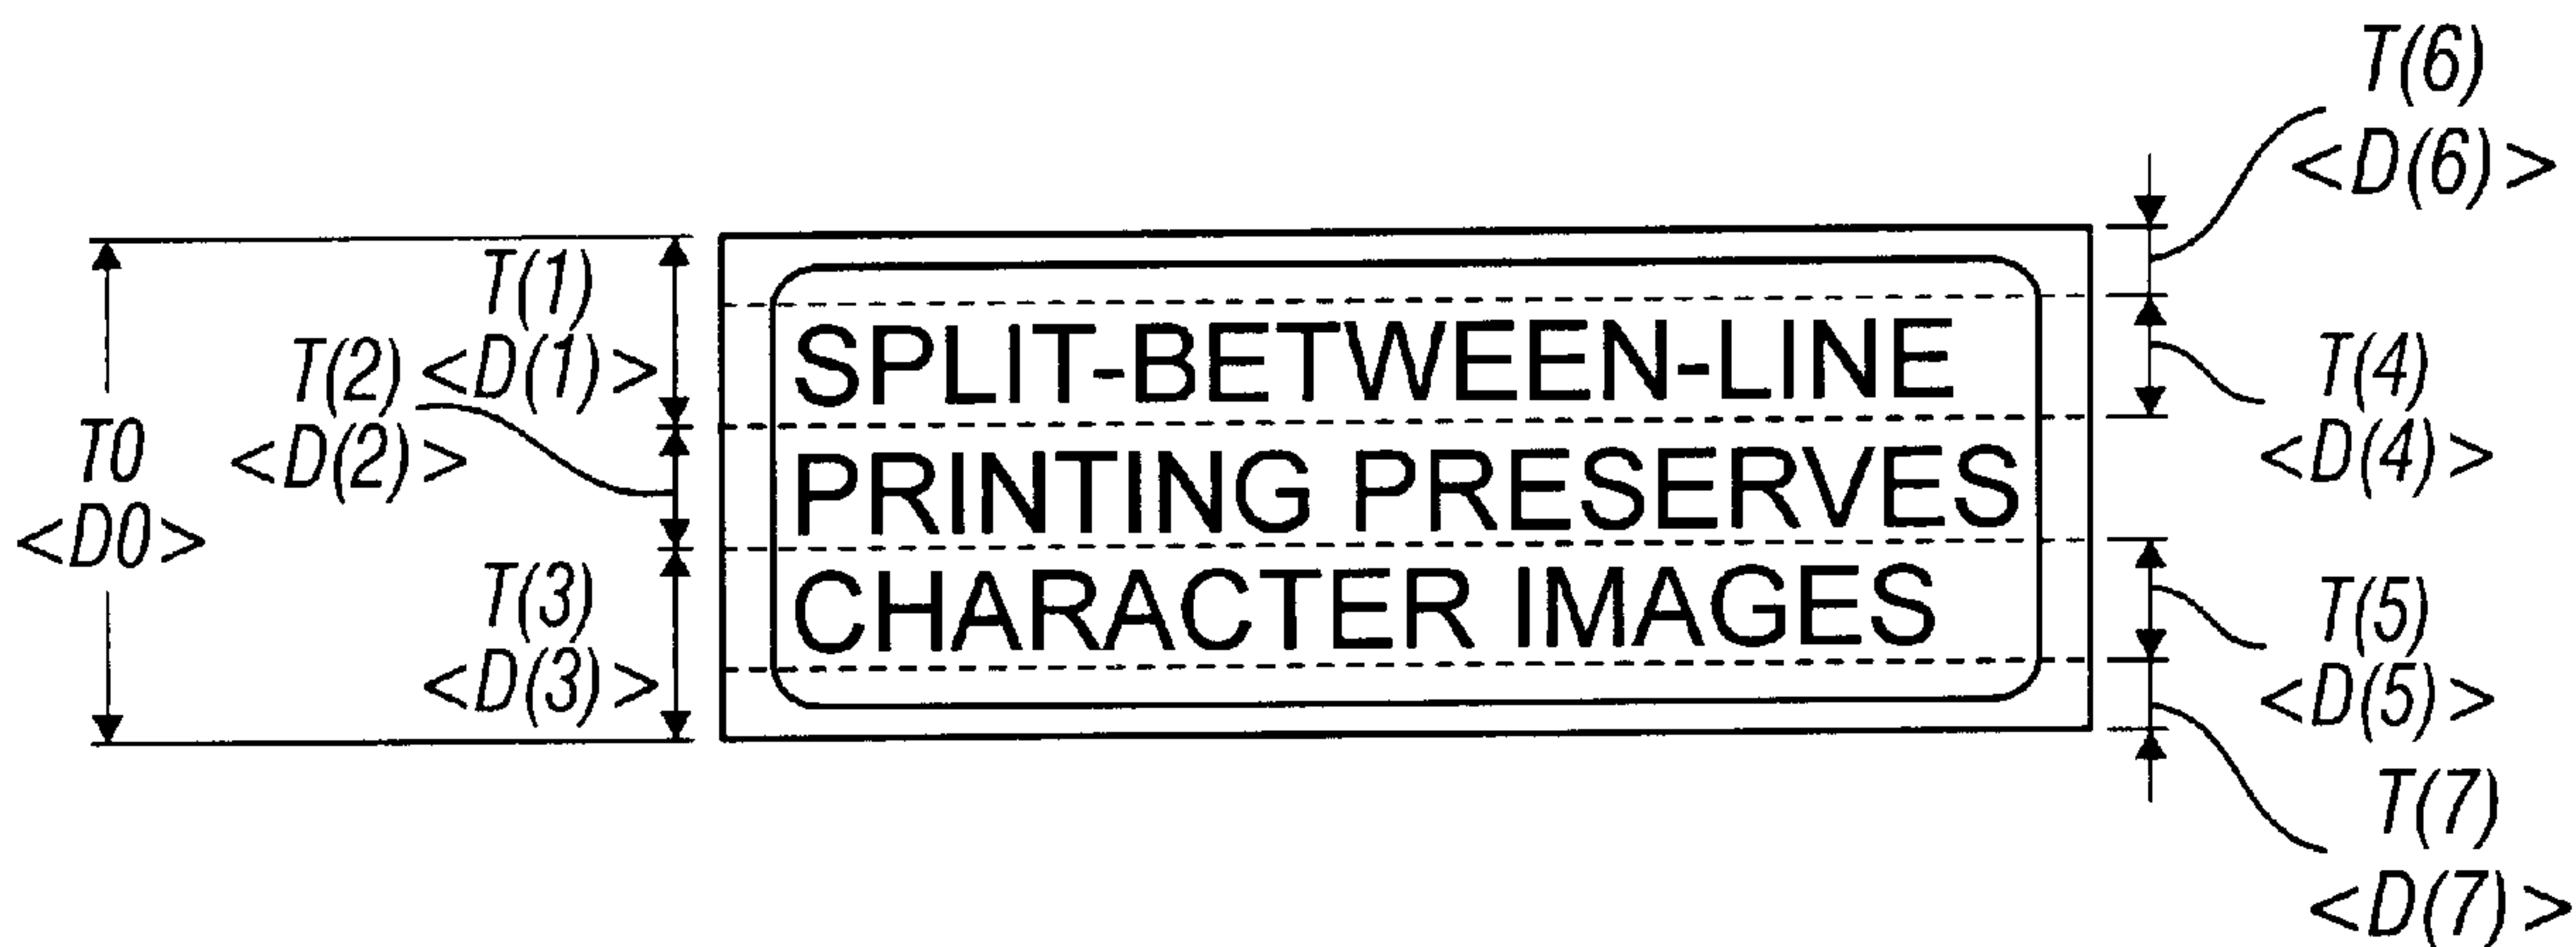 T(6)
<D(6)>
T(1)
<D(1)>
T(2)
<D(2)>
T0
<D0>
T(3)
<D(3)>
SPLIT-BETWEEN-LINE
PRINTING PRESERVES
CHARACTER IMAGES
T(4)
<D(4)>
T(5)
<D(5)>
T(7)
<D(7)>